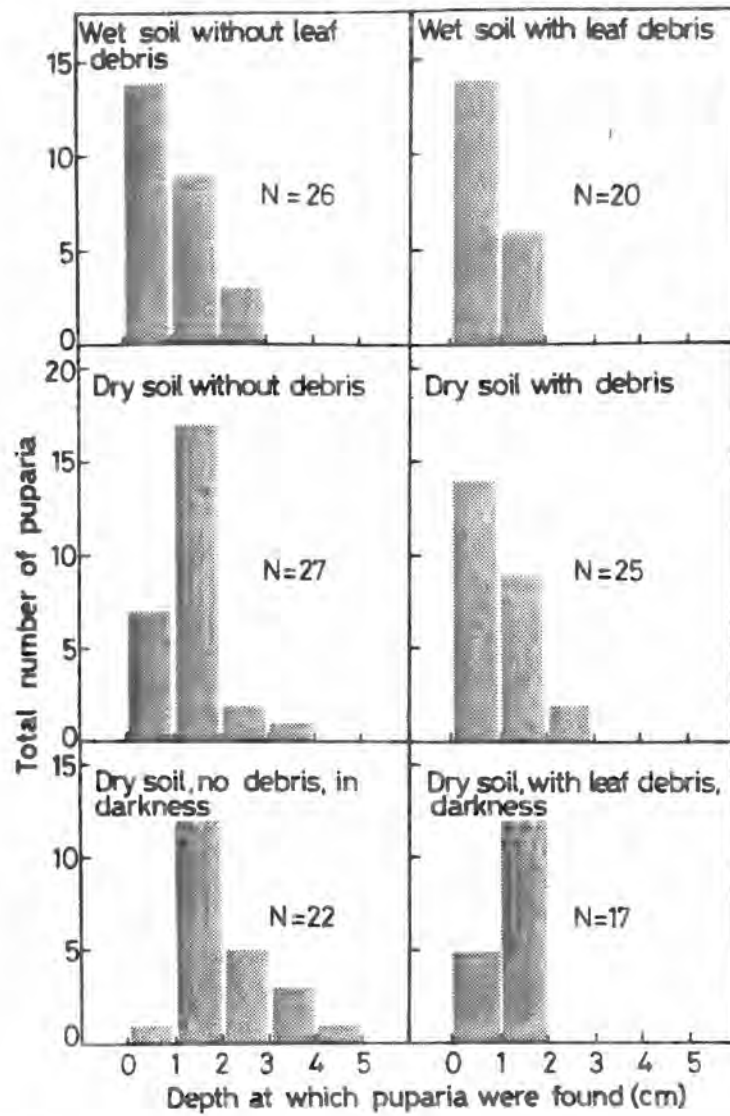 Wet soil without leaf
debris
Wet soil with leaf debris
15
10
5
0
N = 26
N=20
Dry soil without debris
Dry soil with debris
20
15
10
5
0
N=27
N=25
Total number of puparia
Dry soil, no debris, in
darkness
Dry soil, with leaf debris,
darkness
15
10
5
0
N=22
N=17
0 1 2 3 4 5
0 1 2 3 4 5
Depth at which puparia were found (cm)